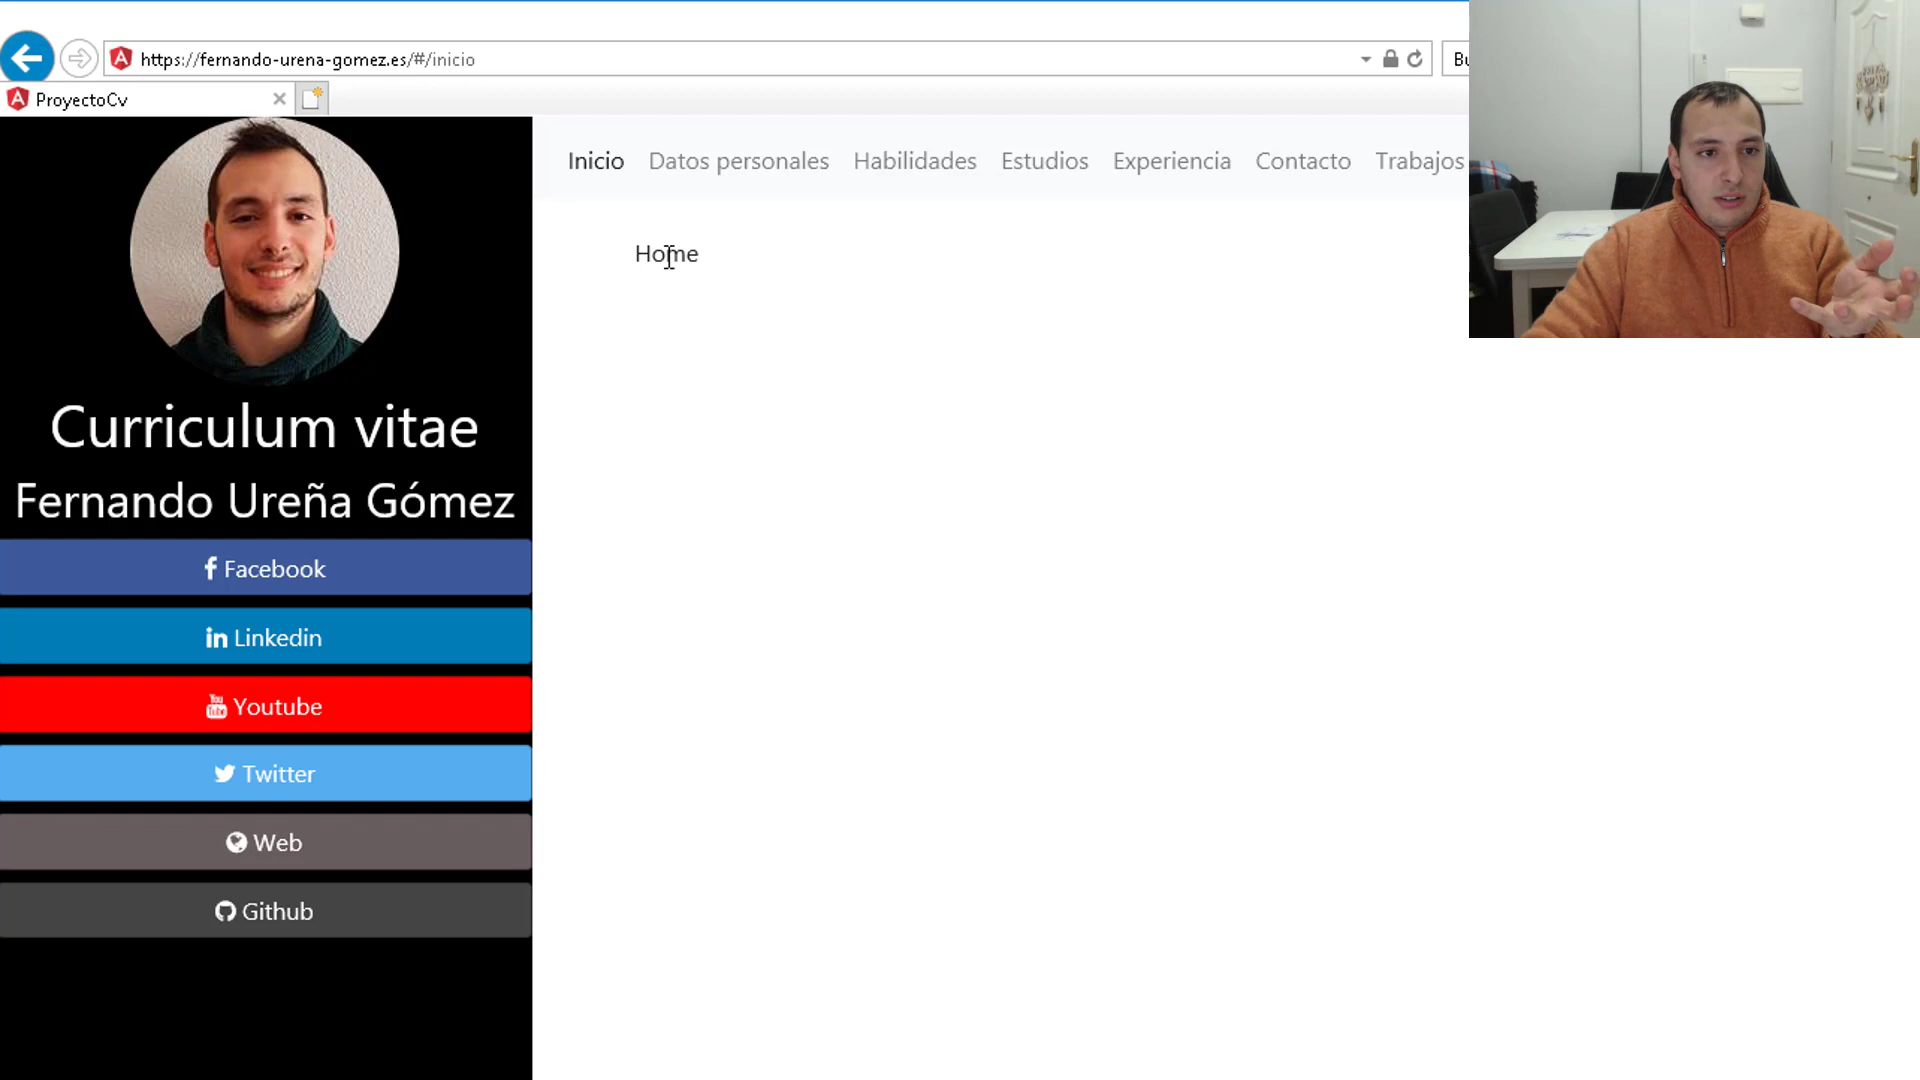 https://fernando-urena-gomez.es/#/inicio
ProyectoCv
Inicio Datos personales Habilidades Estudios Experiencia Contacto Trabajos
Home
Curriculum vitae
Fernando Ureña Gómez
Facebook
Linkedin
Youtube
Twitter
Web
Github